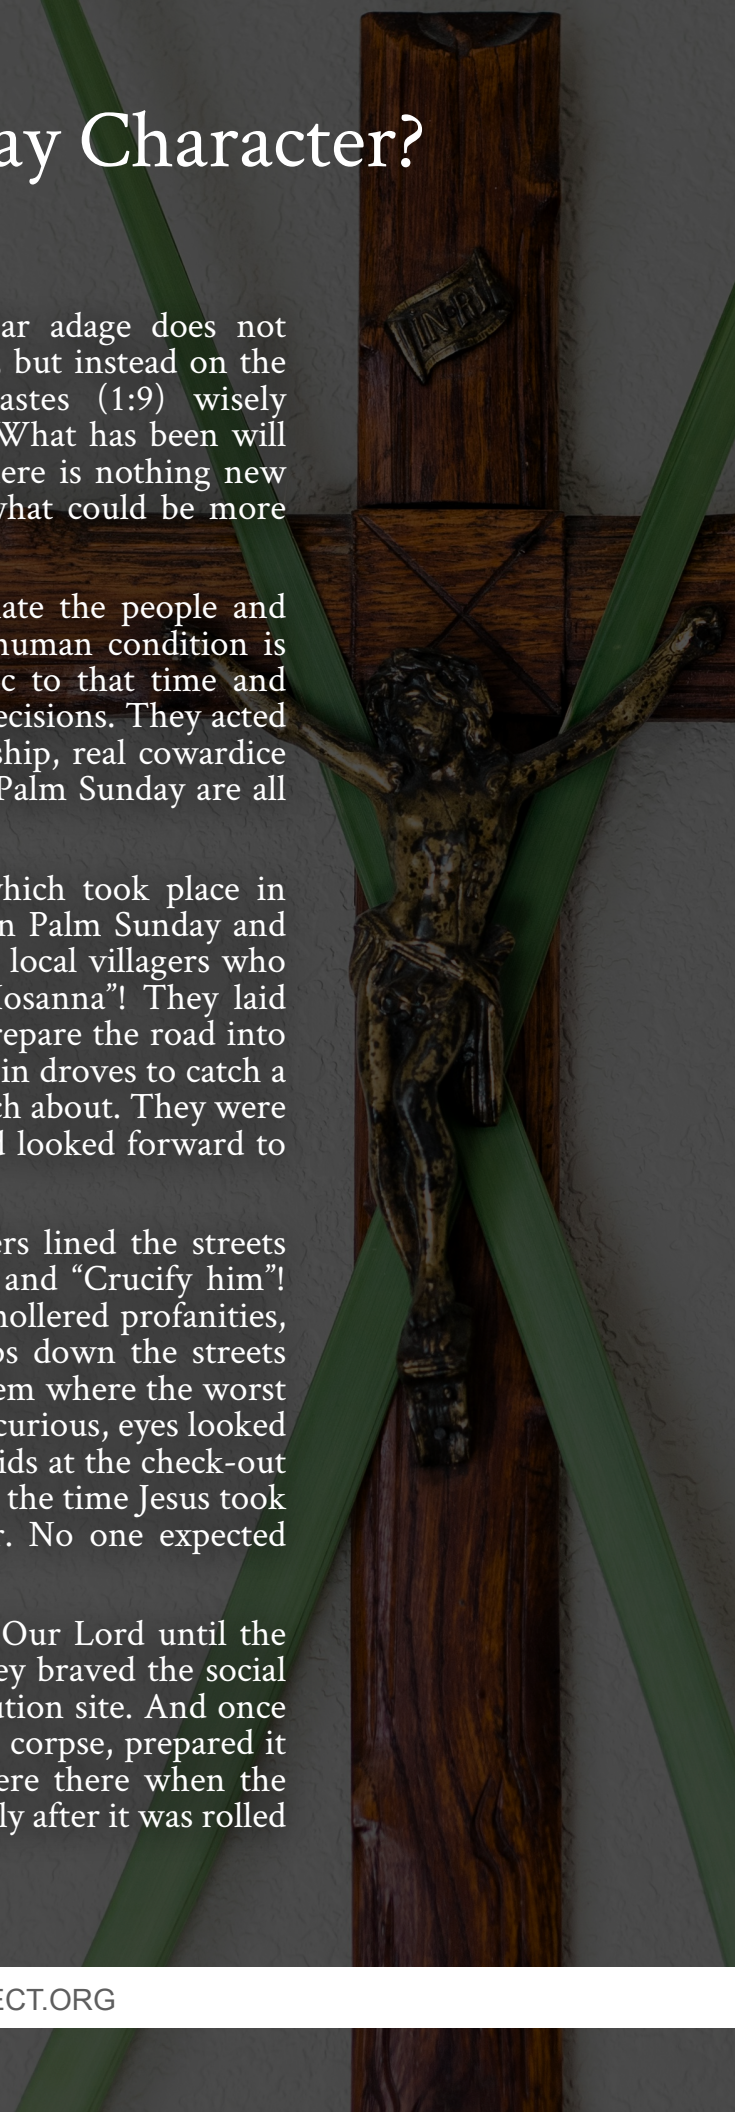 ay Character?
INRI
ar adage does not
but instead on the
astes (1:9) wisely
What has been will
ere is nothing new
what could be more
ate the people and
human condition is
c to that time and
ecisions. They acted
ship, real cowardice
Palm Sunday are all
which took place in
n Palm Sunday and
local villagers who
Hosanna”! They laid
repare the road into
in droves to catch a
ch about. They were
d looked forward to
ers lined the streets
and “Crucify him”!
hollered profanities,
ps down the streets
em where the worst
curious, eyes looked
ids at the check-out
the time Jesus took
r. No one expected
Our Lord until the
ey braved the social
ution site. And once
corpse, prepared it
ere there when the
ly after it was rolled
ECT.ORG